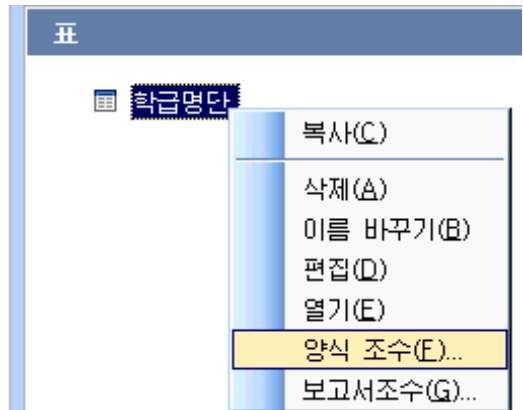 표
학급명단
복사(C)
삭제(A)
이름 바꾸기(B)
편집(D)
열기(E)
양식 조수(F)...
보고서조수(G)...